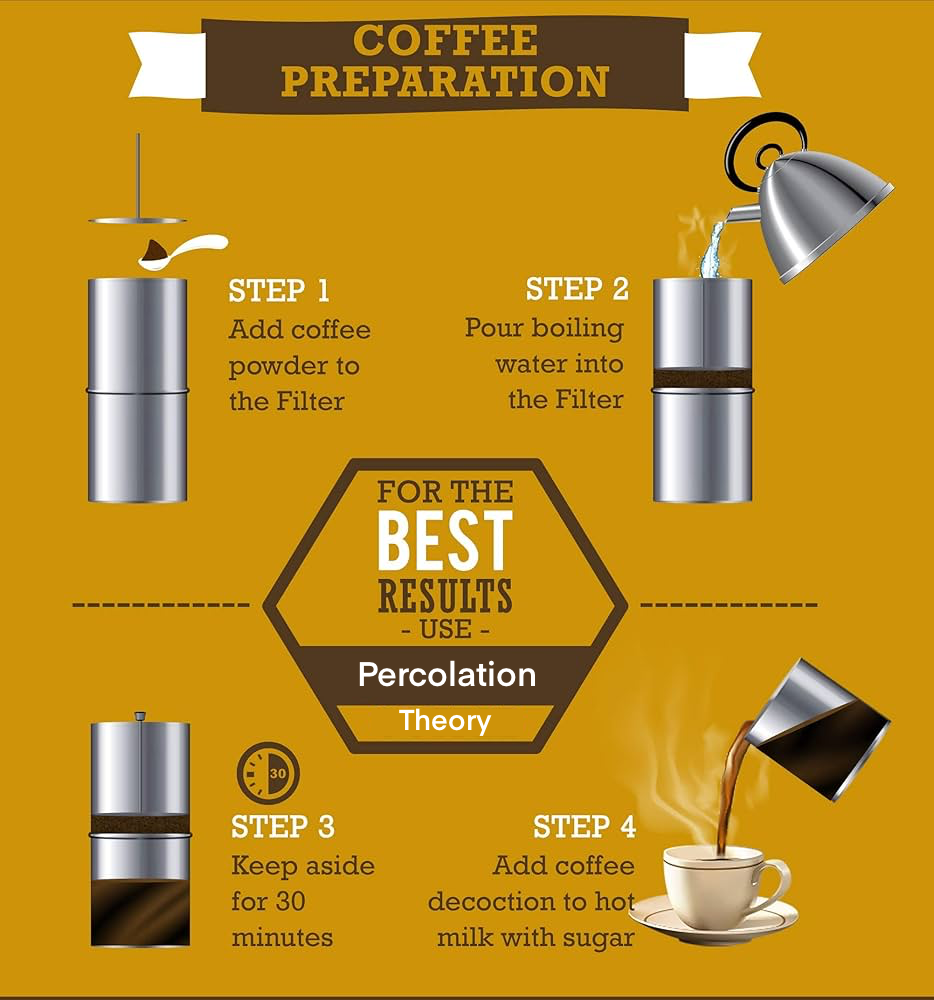 COFFEE
PREPARATION
STEP 1
Add coffee
powder to
the Filter
STEP 2
Pour boiling
water into
the Filter
FOR THE
BEST
RESULTS
- USE -
Percolation
Theory
30
STEP 3
Keep aside
for 30
minutes
STEP 4
Add coffee
decoction to hot
milk with sugar